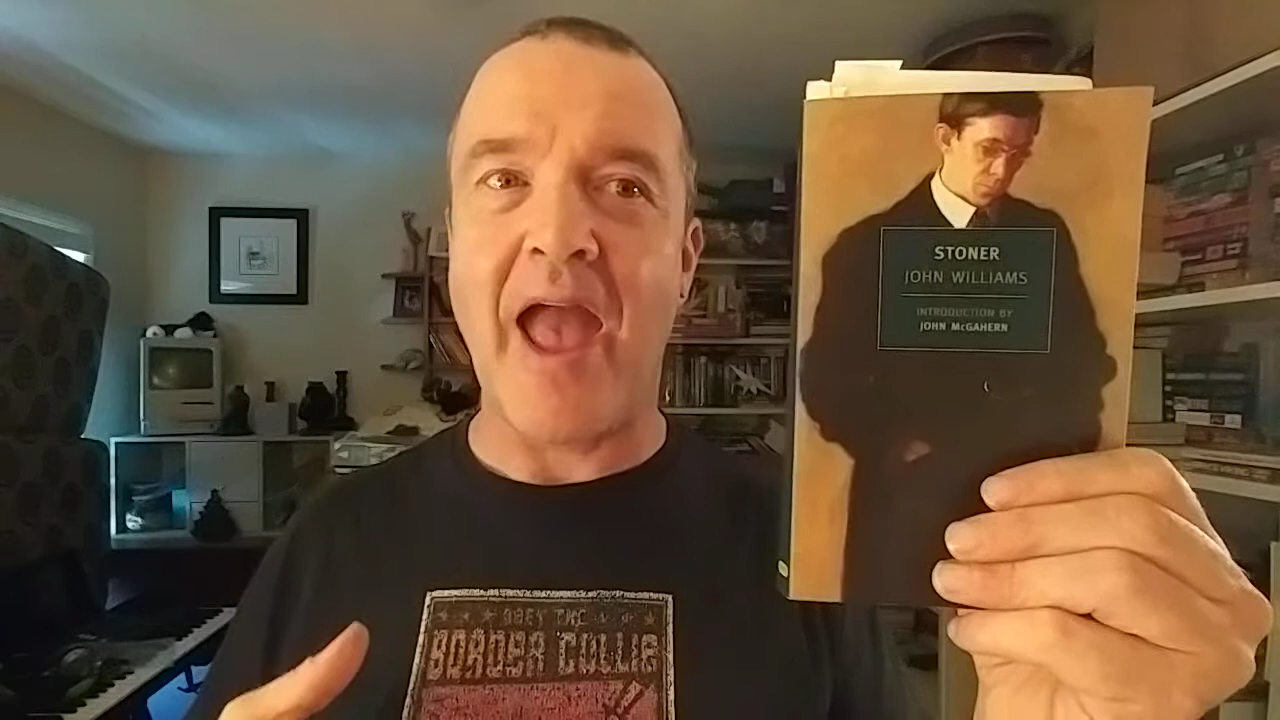 STONER
JOHN WILLIAMS
INTRODUCTION BY
JOHN McGAHERN
OBEY THE
BORDER COLLIE